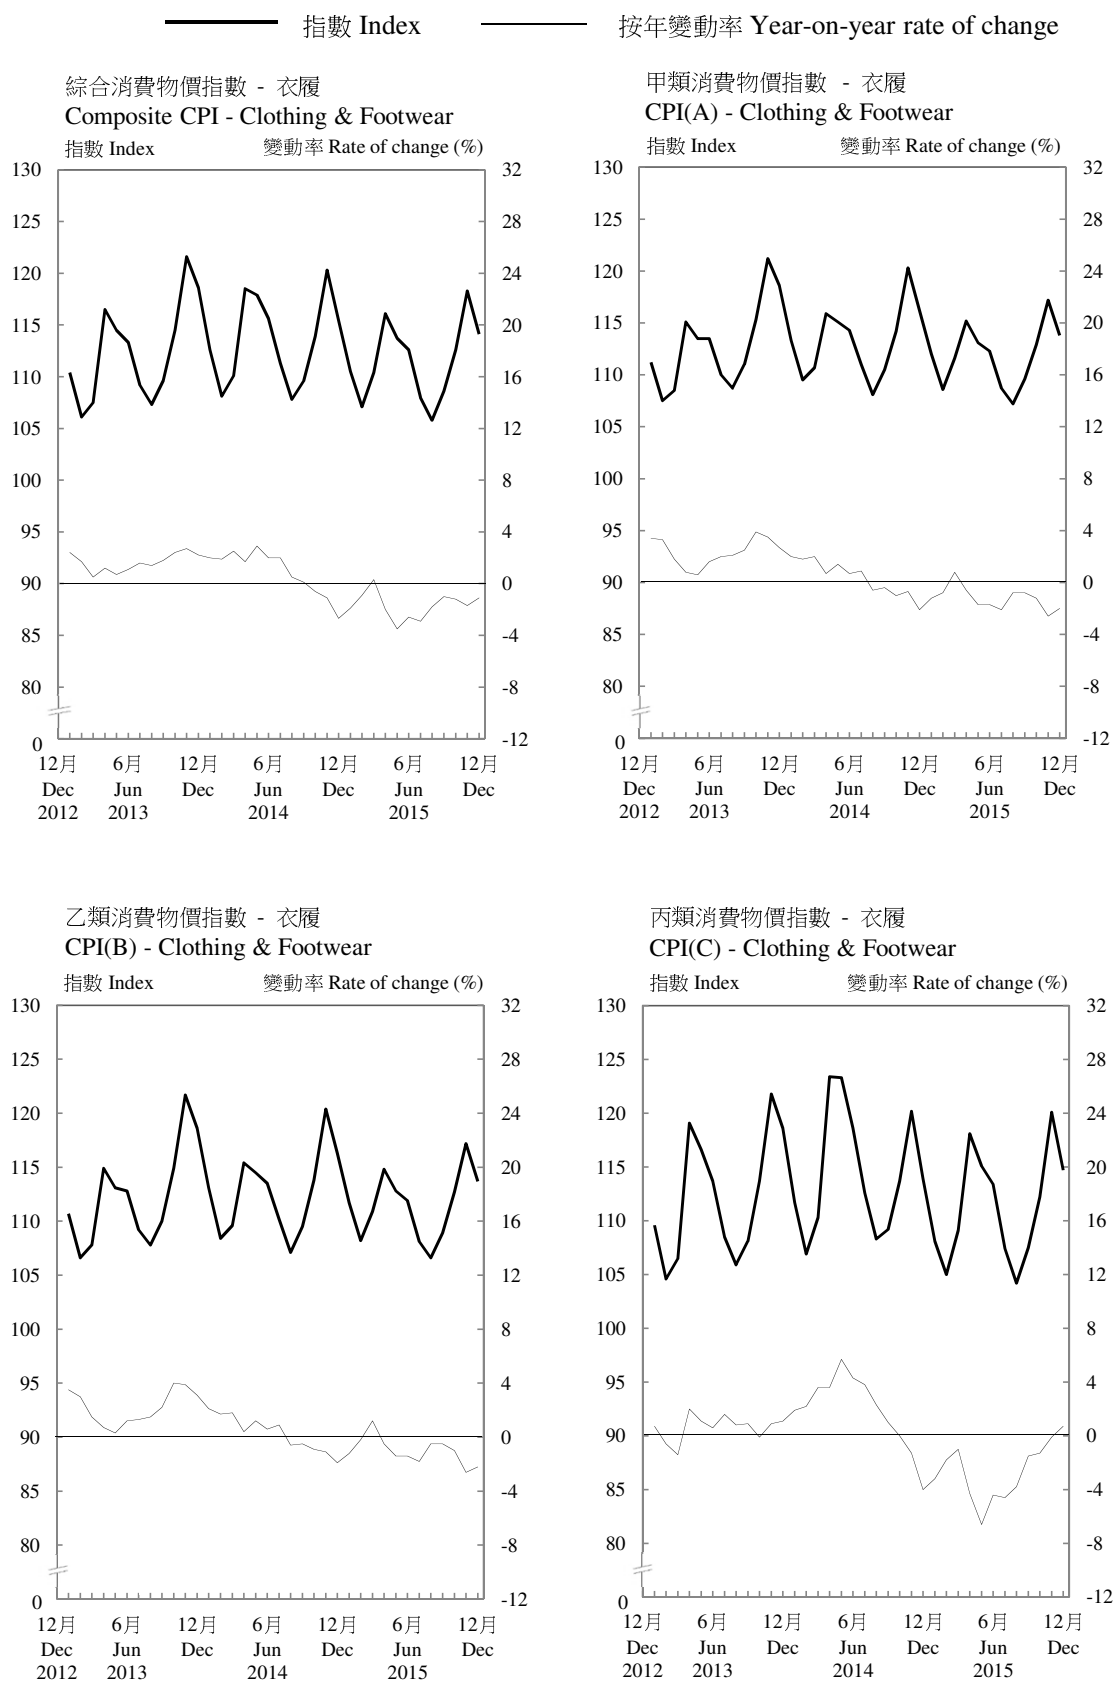 指數 Index 按年變動率 Year-on-year rate of change
綜合消費物價指數 - 衣履
Composite CPI - Clothing & Footwear
指數 Index 變動率 Rate of change (%)
130 32
125 28
120 24
115 20
110 16
105 12
100 8
95 4
90 0
85 -4
80 -8
0 -12
12月 6月 12月 6月 12月 6月 12月
Dec Jun Dec Jun Dec Jun Dec
2012 2013 2014 2015
甲類消費物價指數 - 衣履
CPI(A) - Clothing & Footwear
指數 Index 變動率 Rate of change (%)
130 32
125 28
120 24
115 20
110 16
105 12
100 8
95 4
90 0
85 -4
80 -8
0 -12
12月 6月 12月 6月 12月 6月 12月
Dec Jun Dec Jun Dec Jun Dec
2012 2013 2014 2015
乙類消費物價指數 - 衣履
CPI(B) - Clothing & Footwear
指數 Index 變動率 Rate of change (%)
130 32
125 28
120 24
115 20
110 16
105 12
100 8
95 4
90 0
85 -4
80 -8
0 -12
12月 6月 12月 6月 12月 6月 12月
Dec Jun Dec Jun Dec Jun Dec
2012 2013 2014 2015
丙類消費物價指數 - 衣履
CPI(C) - Clothing & Footwear
指數 Index 變動率 Rate of change (%)
130 32
125 28
120 24
115 20
110 16
105 12
100 8
95 4
90 0
85 -4
80 -8
0 -12
12月 6月 12月 6月 12月 6月 12月
Dec Jun Dec Jun Dec Jun Dec
2012 2013 2014 2015